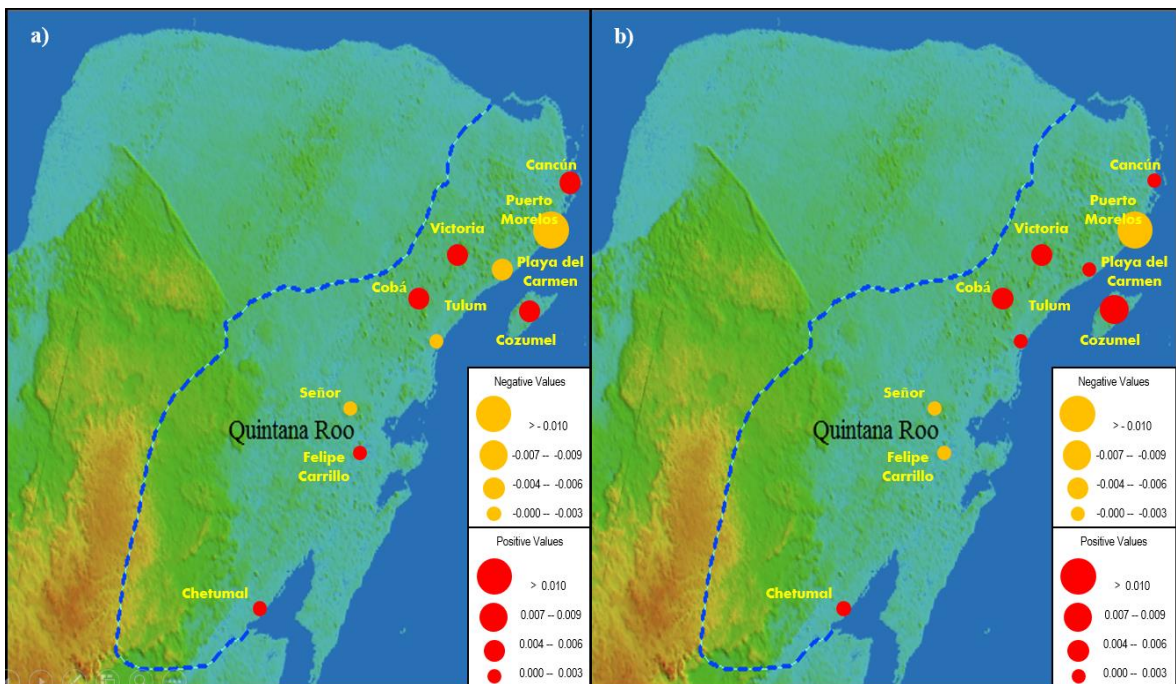 a)
Cancún
Puerto
Morelos
Victoria
Playa del
Carmen
Cobá
Tulum
Cozumel
Señor
Quintana Roo
Felipe
Carrillo
Chetumal
Negative Values
> - 0.010
-0.007 -- -0.009
-0.004 -- -0.006
-0.000 -- -0.003
Positive Values
> 0.010
0.007 -- 0.009
0.004 -- 0.006
0.000 -- 0.003
b)
Cancún
Puerto
Morelos
Victoria
Playa del
Carmen
Cobá
Tulum
Cozumel
Señor
Quintana Roo
Felipe
Carrillo
Chetumal
Negative Values
> - 0.010
-0.007 -- -0.009
-0.004 -- -0.006
-0.000 -- -0.003
Positive Values
> 0.010
0.007 -- 0.009
0.004 -- 0.006
0.000 -- 0.003